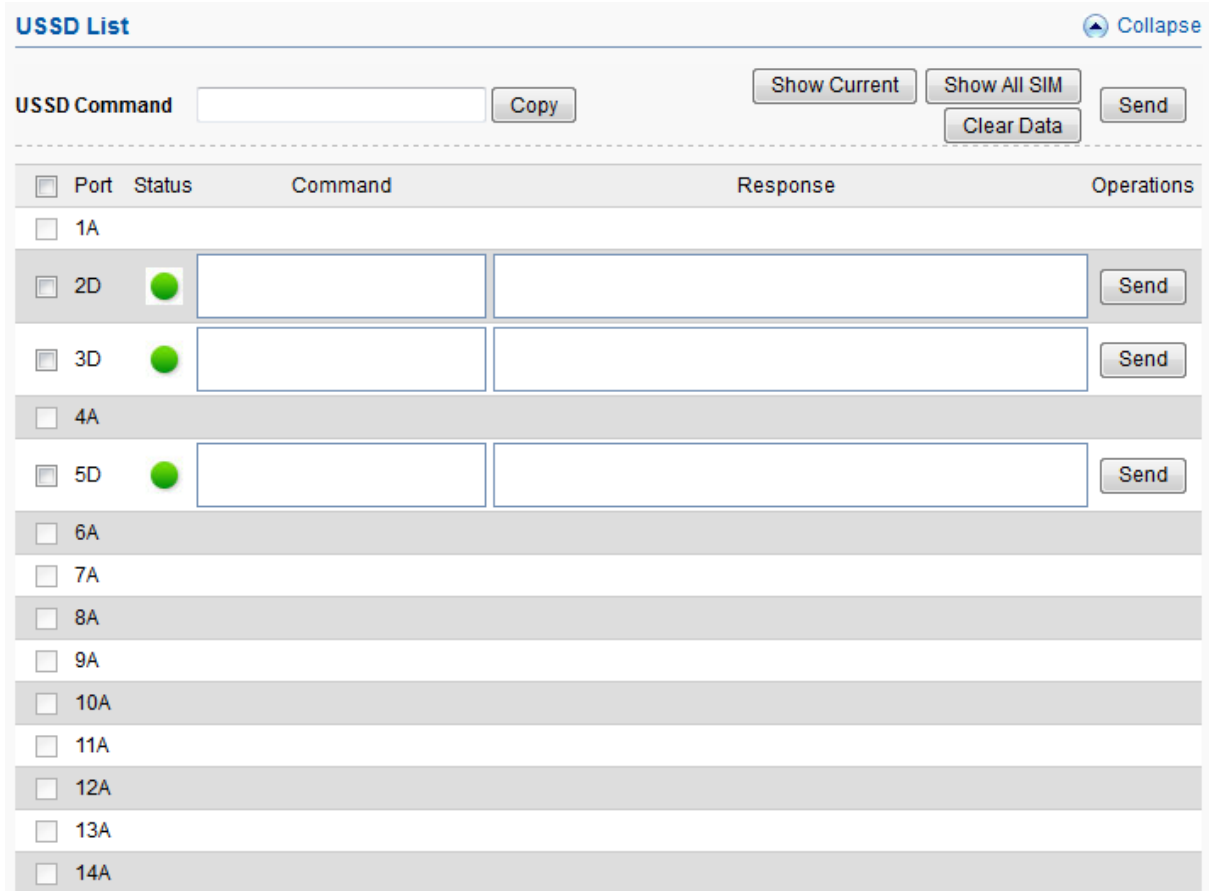 USSD List Collapse
Show Current Show All SIM
USSD Command Copy Send
Clear Data
Port Status Command Response Operations
1A
2D Send
3D Send
4A
5D Send
6A
7A
8A
9A
10A
11A
12A
13A
14A